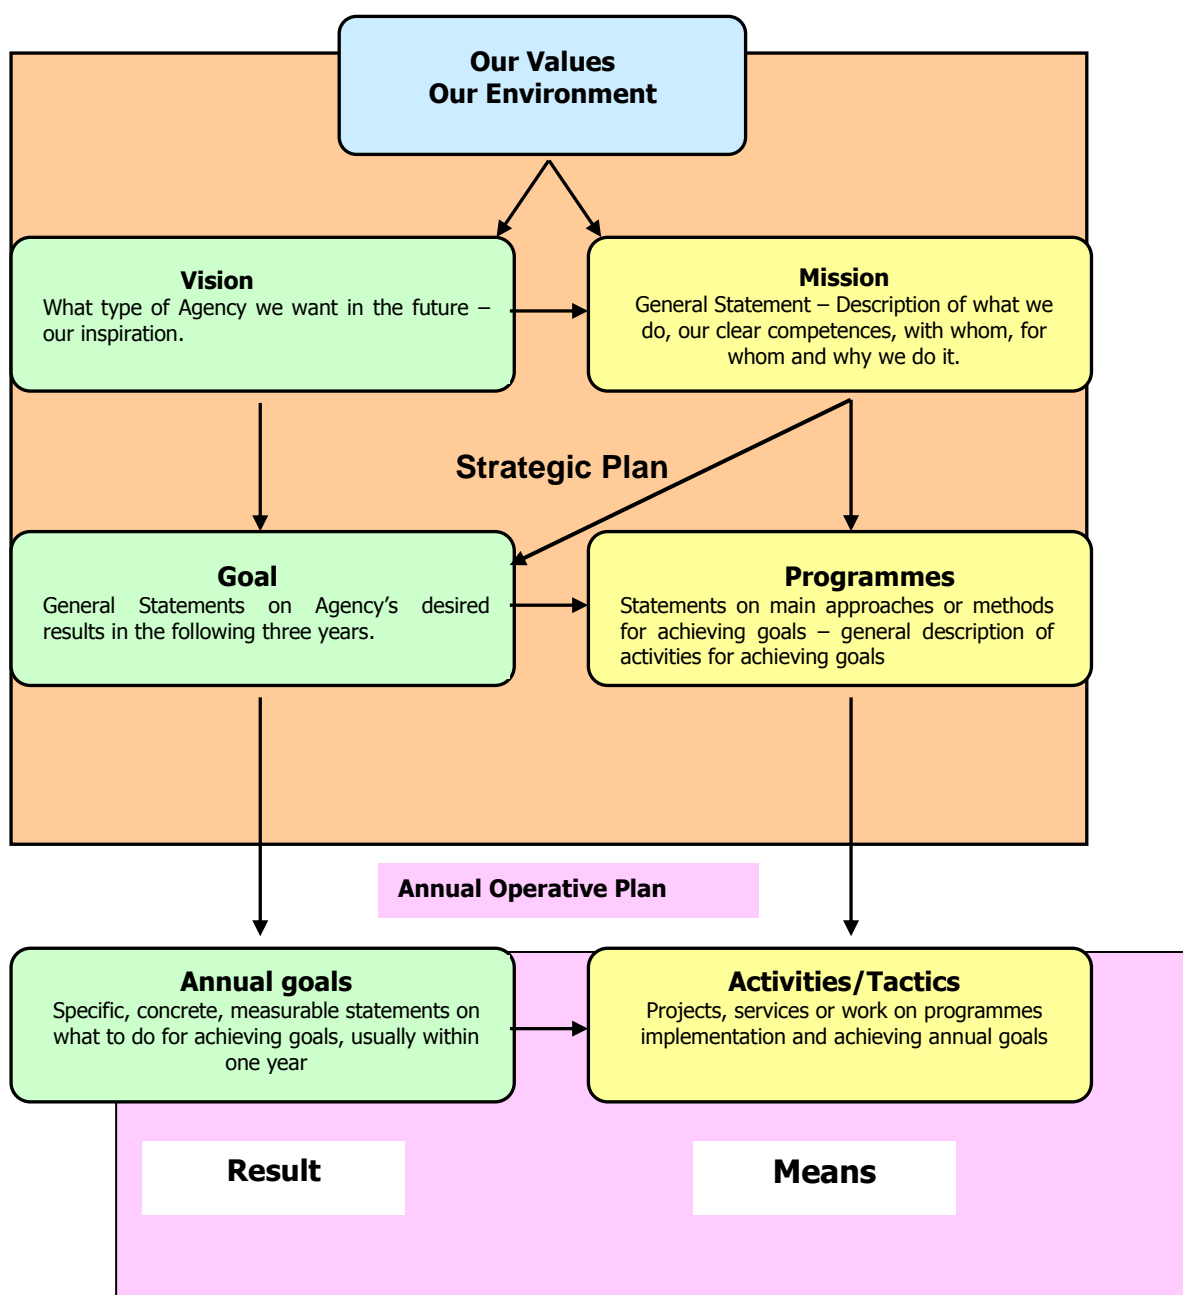 Our Values
Our Environment
Vision
What type of Agency we want in the future –
our inspiration.
Mission
General Statement – Description of what we
do, our clear competences, with whom, for
whom and why we do it.
Strategic Plan
Goal
General Statements on Agency's desired
results in the following three years.
Programmes
Statements on main approaches or methods
for achieving goals – general description of
activities for achieving goals
Annual Operative Plan
Annual goals
Specific, concrete, measurable statements on
what to do for achieving goals, usually within
one year
Activities/Tactics
Projects, services or work on programmes
implementation and achieving annual goals
Result
Means